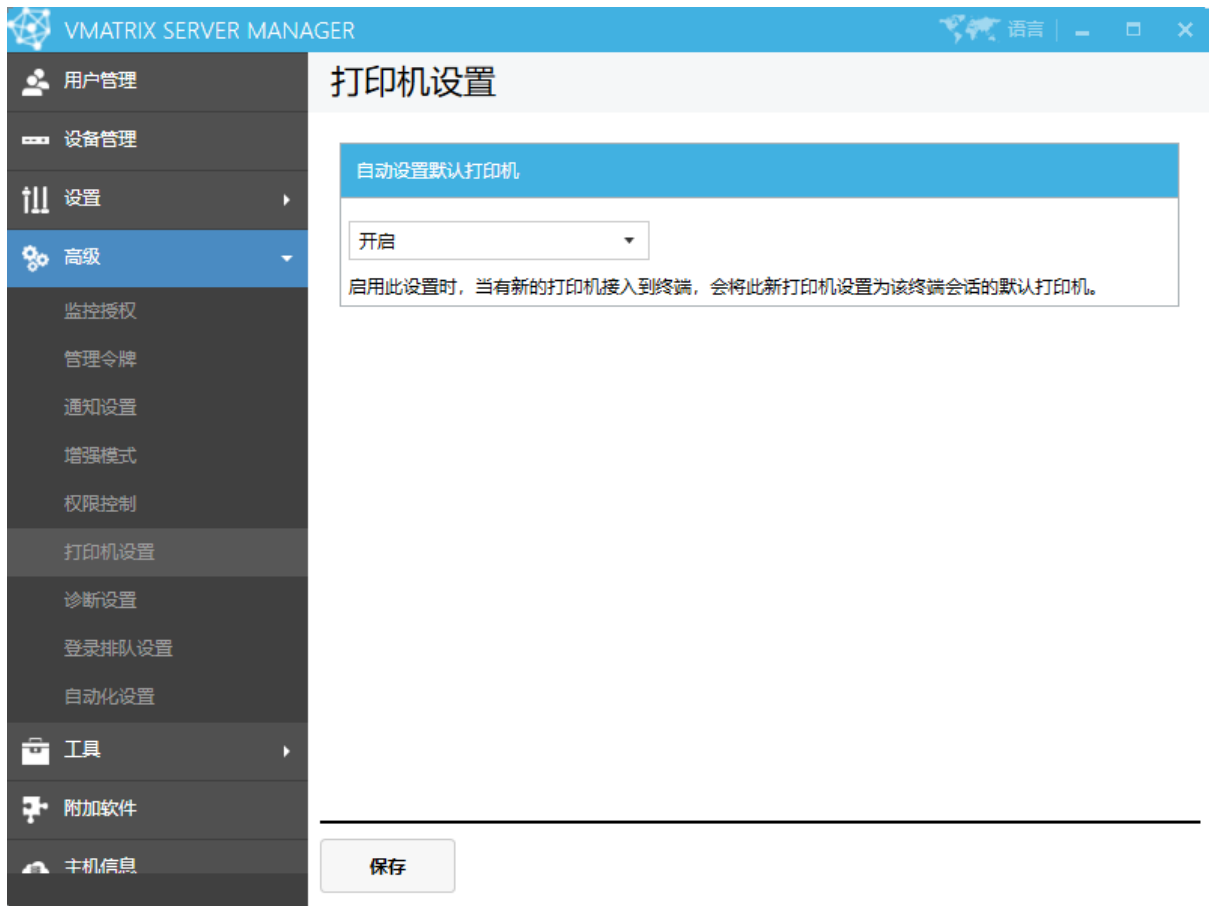 VMATRIX SERVER MANAGER
语言
用户管理
设备管理
设置
高级
监控授权
管理令牌
通知设置
增强模式
权限控制
打印机设置
诊断设置
登录排队设置
自动化设置
工具
附加软件
主机信息
打印机设置
自动设置默认打印机
开启
启用此设置时，当有新的打印机接入到终端，会将此新打印机设置为该终端会话的默认打印机。
保存